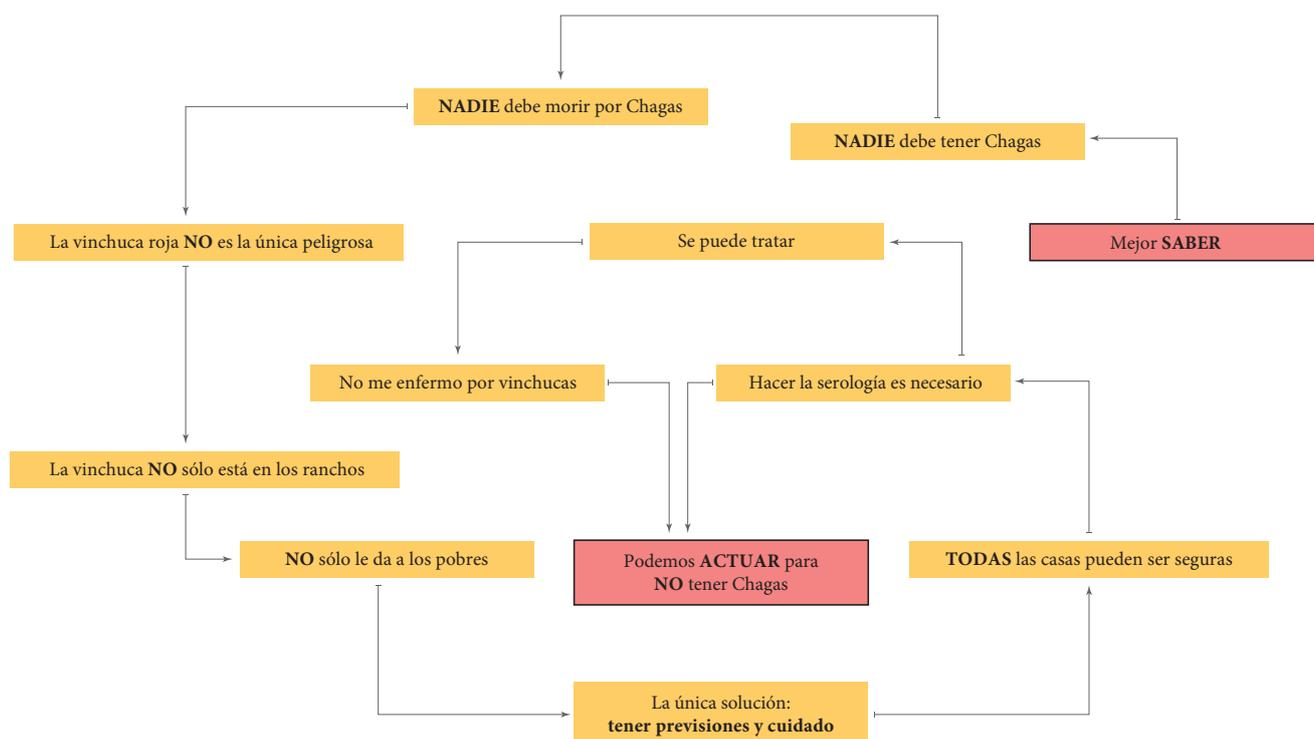 NADIE debe morir por Chagas
NADIE debe tener Chagas
La vinchuca roja NO es la única peligrosa
Se puede tratar
Mejor SABER
No me enfermo por vinchucas
Hacer la serología es necesario
La vinchuca NO sólo está en los ranchos
NO sólo le da a los pobres
Podemos ACTUAR para
NO tener Chagas
TODAS las casas pueden ser seguras
La única solución:
tener previsiones y cuidado